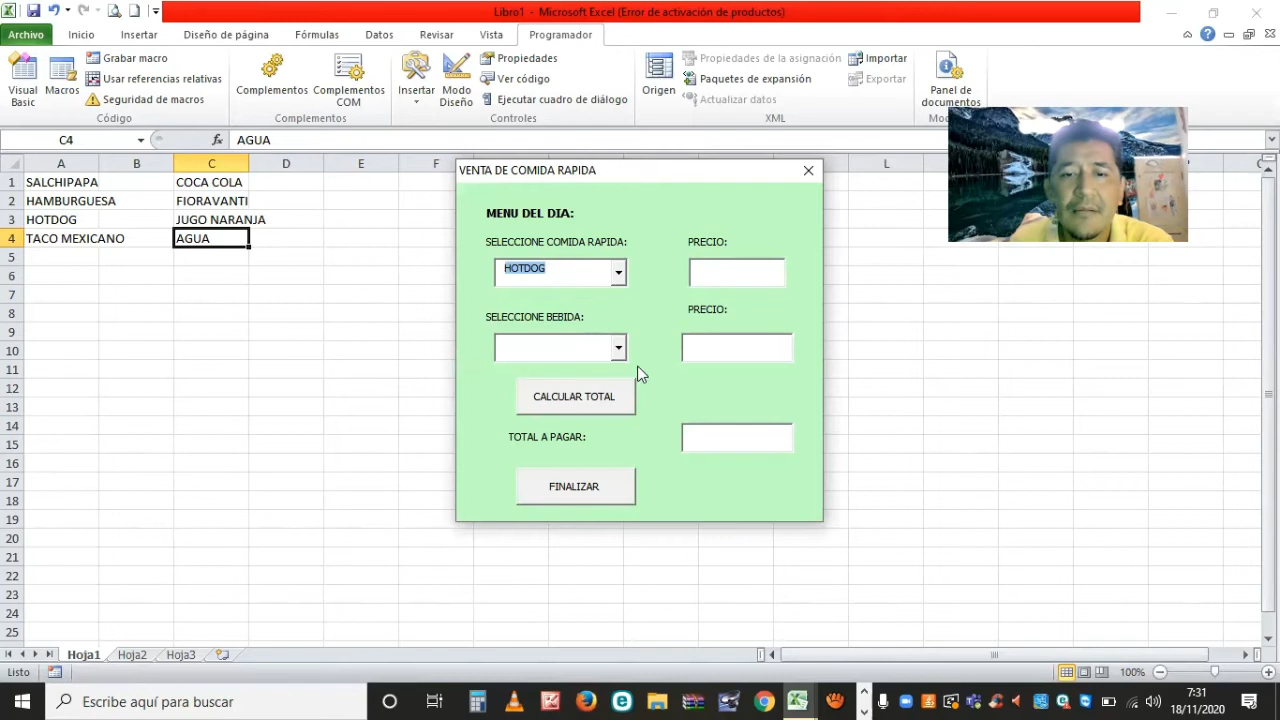 Libro1 - Microsoft Excel (Error de activación de productos)
Archivo Inicio Insertar Diseño de página Fórmulas Datos Revisar Vista Programador
Visual Basic
Macros
Grabar macro
Usar referencias relativas
Seguridad de macros
Código
Complementos
Complementos COM
Complementos
Insertar
Modo Diseño
Propiedades
Ver código
Ejecutar cuadro de diálogo
Controles
Origen
Propiedades de la asignación
Paquetes de expansión
Actualizar datos
Importar
Exportar
XML
Panel de documentos
C4 fx AGUA
A B C D E F L
1 SALCHIPAPA COCA COLA
2 HAMBURGUESA FIORAVANTI
3 HOTDOG JUGO NARANJA
4 TACO MEXICANO AGUA
5
6
7
8
9
10
11
12
13
14
15
16
17
18
19
20
21
22
23
24
25
VENTA DE COMIDA RAPIDA
MENU DEL DIA:
SELECCIONE COMIDA RAPIDA: PRECIO:
HOTDOG
SELECCIONE BEBIDA: PRECIO:
CALCULAR TOTAL
TOTAL A PAGAR:
FINALIZAR
Hoja1 Hoja2 Hoja3
Listo 100%
Escribe aquí para buscar
7:31
18/11/2020